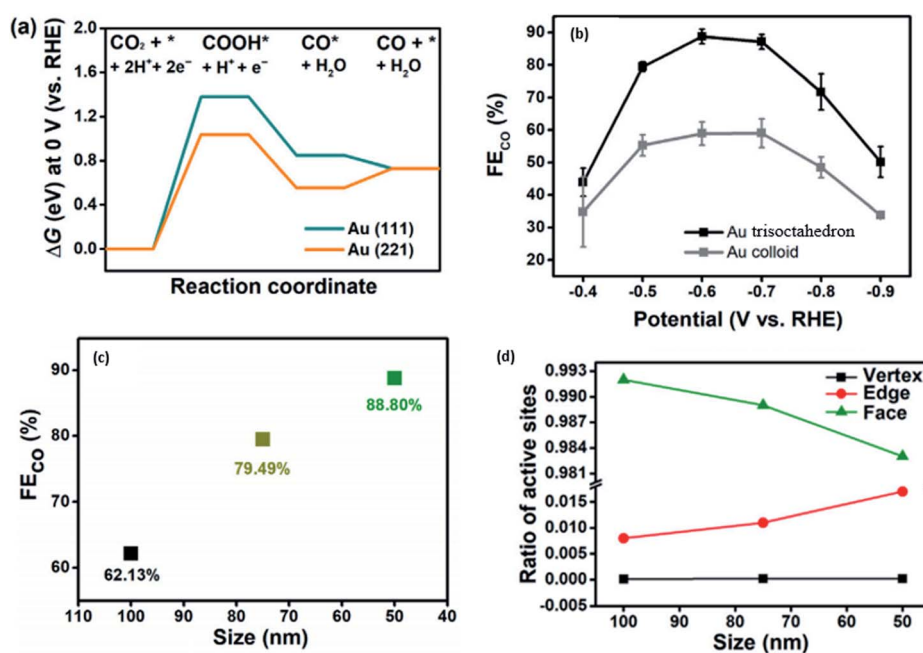 (a)
2.0
1.6
1.2
0.8
0.4
0.0
ΔG (eV) at 0 V (vs. RHE)
CO₂ + *
+ 2H⁺+ 2e⁻
COOH*
+ H⁺ + e⁻
CO*
+ H₂O
CO + *
+ H₂O
Au (111)
Au (221)
Reaction coordinate
(b)
90
80
70
60
50
40
30
20
FE_CO (%)
Au trisoctahedron
Au colloid
-0.4 -0.5 -0.6 -0.7 -0.8 -0.9
Potential (V vs. RHE)
(c)
90
80
70
60
FE_CO (%)
88.80%
79.49%
62.13%
110 100 90 80 70 60 50 40
Size (nm)
(d)
0.993
0.990
0.987
0.984
0.981
0.015
0.010
0.005
0.000
-0.005
Ratio of active sites
Vertex
Edge
Face
100 90 80 70 60 50
Size (nm)